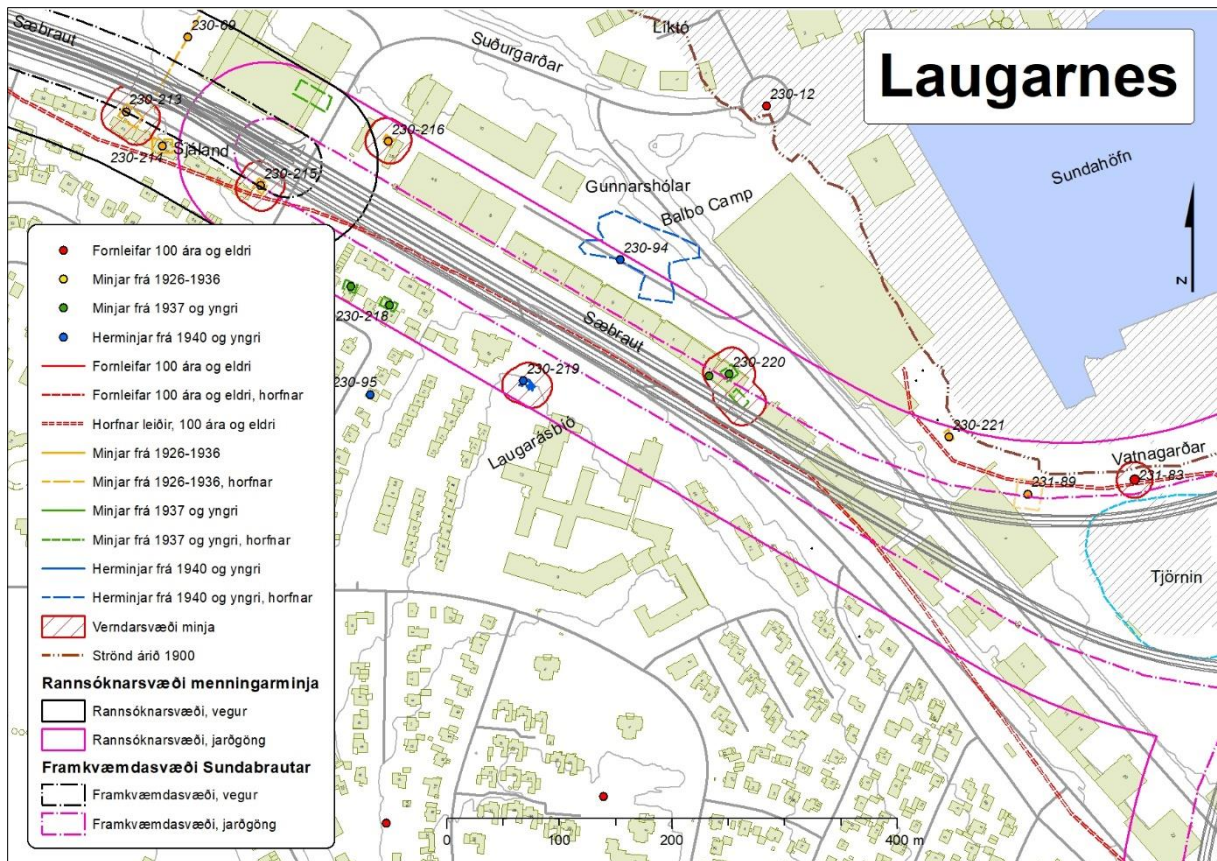 Laugarnes
Sæbraut
230-69
Suðurgarðar
Líktó
230-12
230-213
230-214
Sjáland
230-215
230-216
Gunnarshólar
Balbo Camp
230-94
Sundahöfn
N
230-218
230-95
230-219
Laugarásbíó
Sæbraut
230-220
230-221
Vatnagarðar
231-83
231-89
Tjörnin
Fornleifar 100 ára og eldri
Minjar frá 1926-1936
Minjar frá 1937 og yngri
Herminjar frá 1940 og yngri
Fornleifar 100 ára og eldri
Fornleifar 100 ára og eldri, horfnar
Horfnar leiðir, 100 ára og eldri
Minjar frá 1926-1936
Minjar frá 1926-1936, horfnar
Minjar frá 1937 og yngri
Minjar frá 1937 og yngri, horfnar
Herminjar frá 1940 og yngri
Herminjar frá 1940 og yngri, horfnar
Verndarsvæði minja
Strönd árið 1900
Rannsóknarsvæði menningarminja
Rannsóknarsvæði, vegur
Rannsóknarsvæði, jarðgöng
Framkvæmdasvæði Sundabrautar
Framkvæmdasvæði, vegur
Framkvæmdasvæði, jarðgöng
0 100 200 400 m